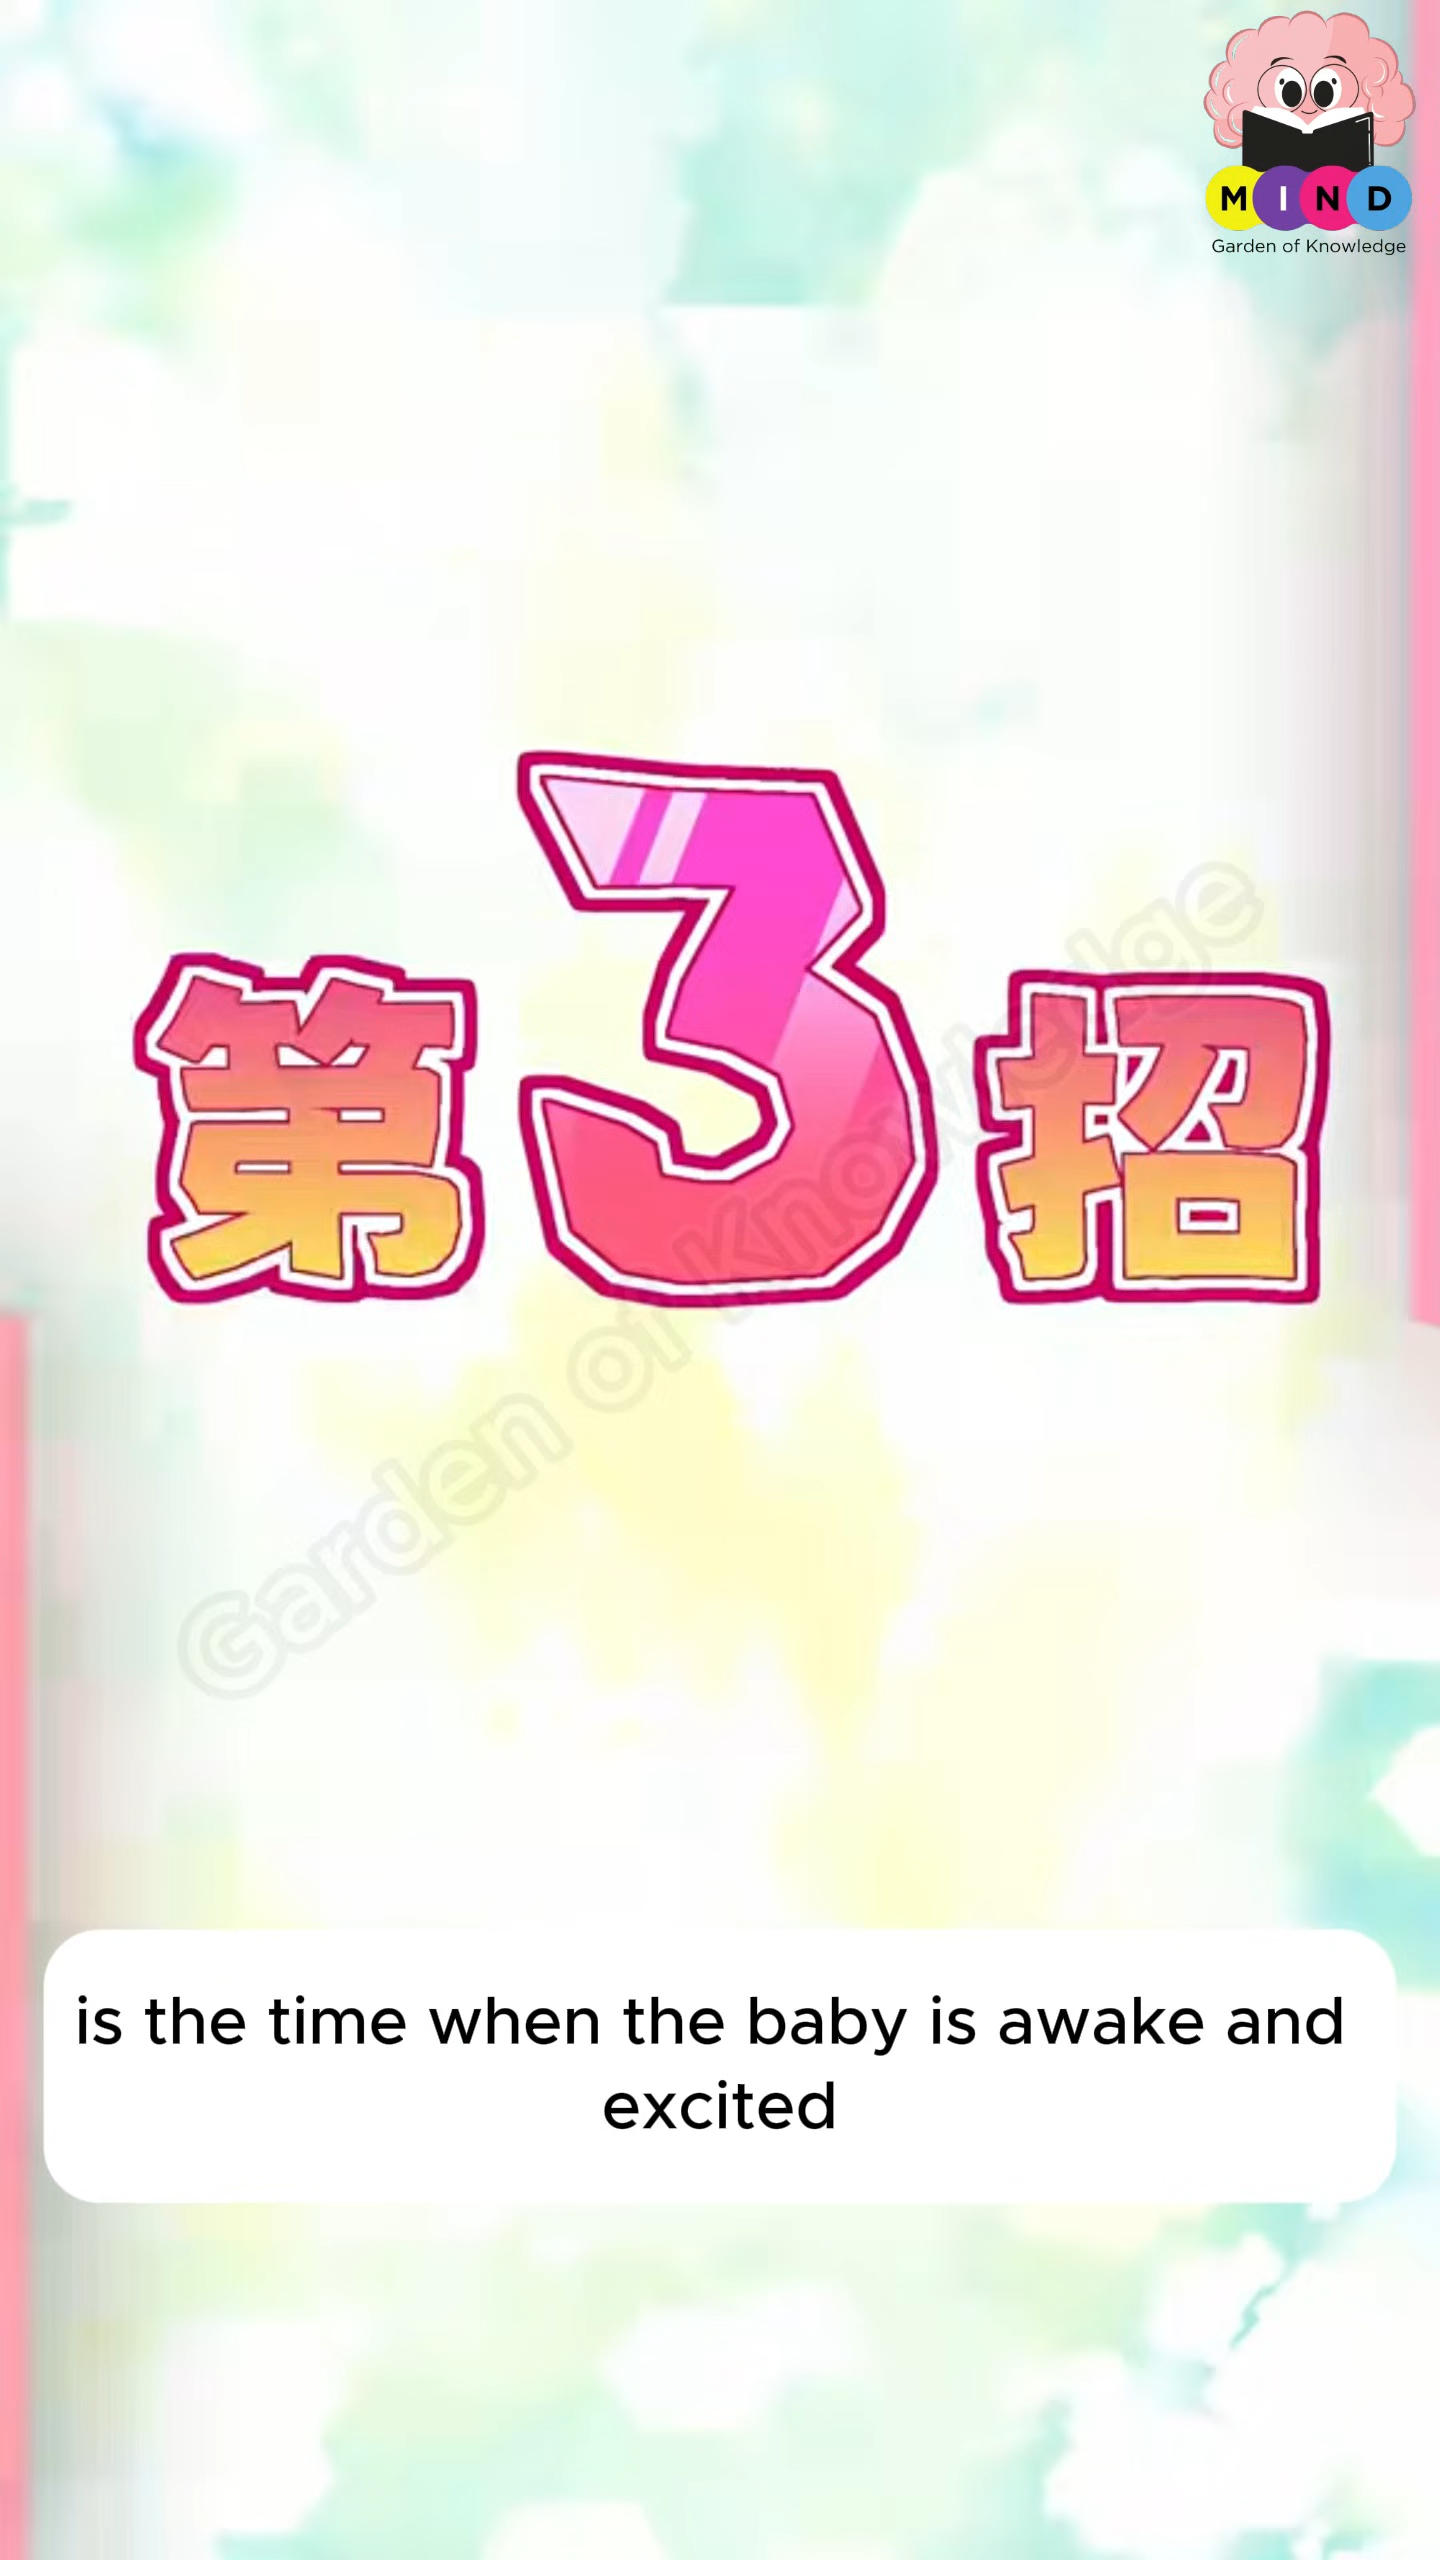 M I N D
Garden of Knowledge
第3招
Garden of Knowledge
is the time when the baby is awake and
excited